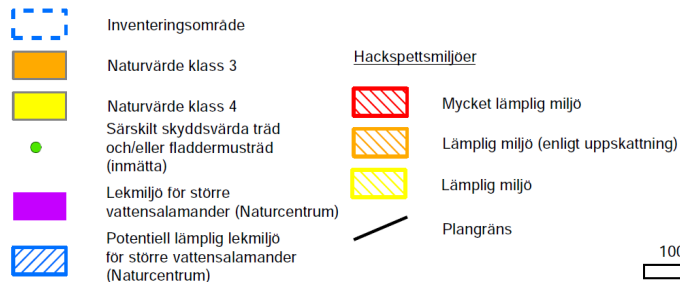 Inventeringsområde
Naturvärde klass 3
Naturvärde klass 4
Särskilt skyddsvärda träd
och/eller fladdermusträd
(inmätta)
Lekmiljö för större
vattensalamander (Naturcentrum)
Potentiell lämplig lekmiljö
för större vattensalamander
(Naturcentrum)
Hackspettsmiljöer
Mycket lämplig miljö
Lämplig miljö (enligt uppskattning)
Lämplig miljö
Plangräns
100